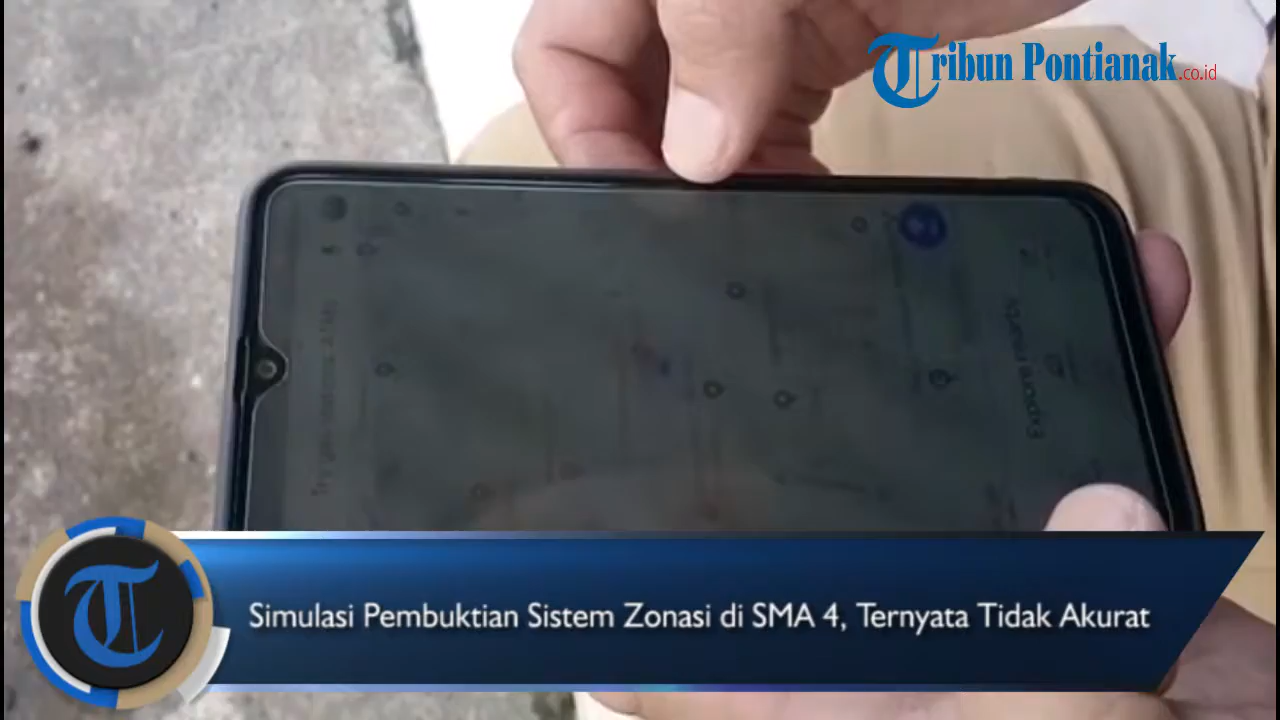 Tribun Pontianak.co.id
Simulasi Pembuktian Sistem Zonasi di SMA 4, Ternyata Tidak Akurat